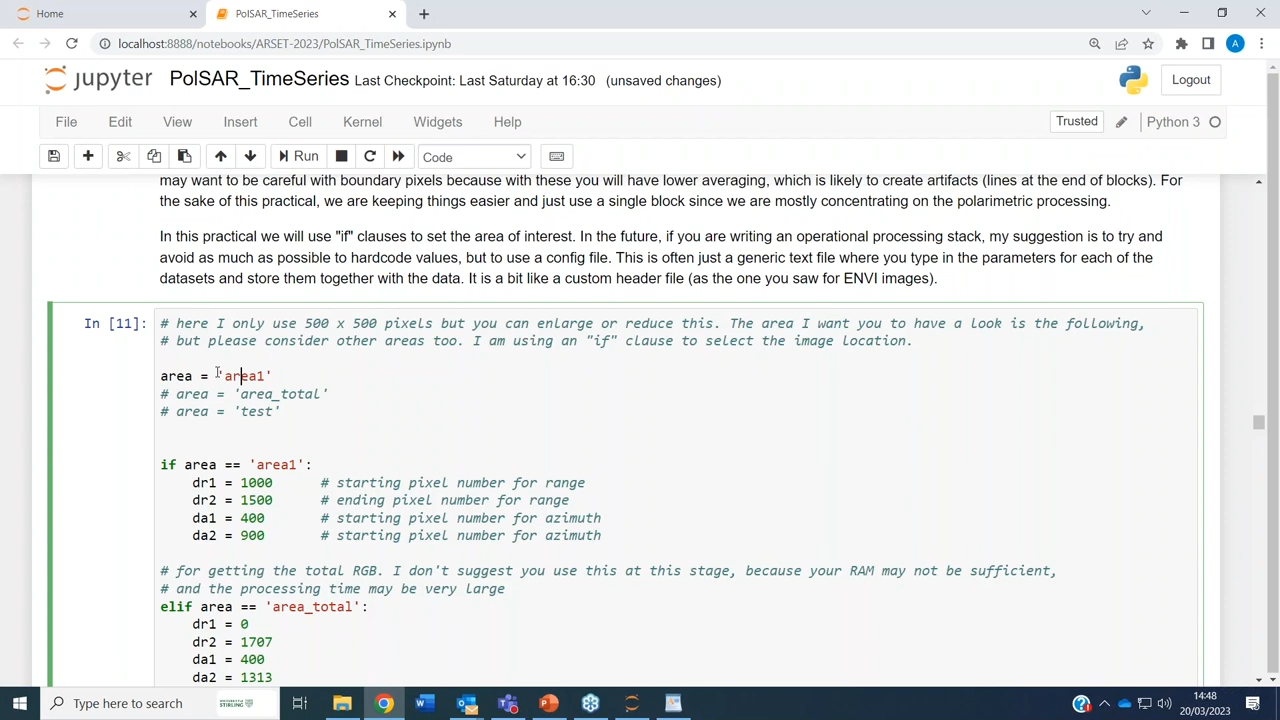 Home
PolSAR_TimeSeries
localhost:8888/notebooks/ARSET-2023/PolSAR_TimeSeries.ipynb
A
jupyter PolSAR_TimeSeries Last Checkpoint: Last Saturday at 16:30 (unsaved changes)
Logout
File Edit View Insert Cell Kernel Widgets Help
Trusted Python 3
Run Code
may want to be careful with boundary pixels because with these you will have lower averaging, which is likely to create artifacts (lines at the end of blocks). For
the sake of this practical, we are keeping things easier and just use a single block since we are mostly concentrating on the polarimetric processing.
In this practical we will use "if" clauses to set the area of interest. In the future, if you are writing an operational processing stack, my suggestion is to try and
avoid as much as possible to hardcode values, but to use a config file. This is often just a generic text file where you type in the parameters for each of the
datasets and store them together with the data. It is a bit like a custom header file (as the one you saw for ENVI images).
In [11]:
# here I only use 500 x 500 pixels but you can enlarge or reduce this. The area I want you to have a look is the following,
# but please consider other areas too. I am using an "if" clause to select the image location.
area = 'area1'
# area = 'area_total'
# area = 'test'
if area == 'area1':
dr1 = 1000 # starting pixel number for range
dr2 = 1500 # ending pixel number for range
da1 = 400 # starting pixel number for azimuth
da2 = 900 # starting pixel number for azimuth
# for getting the total RGB. I don't suggest you use this at this stage, because your RAM may not be sufficient,
# and the processing time may be very large
elif area == 'area_total':
dr1 = 0
dr2 = 1707
da1 = 400
da2 = 1313
Type here to search
14:48
20/03/2023